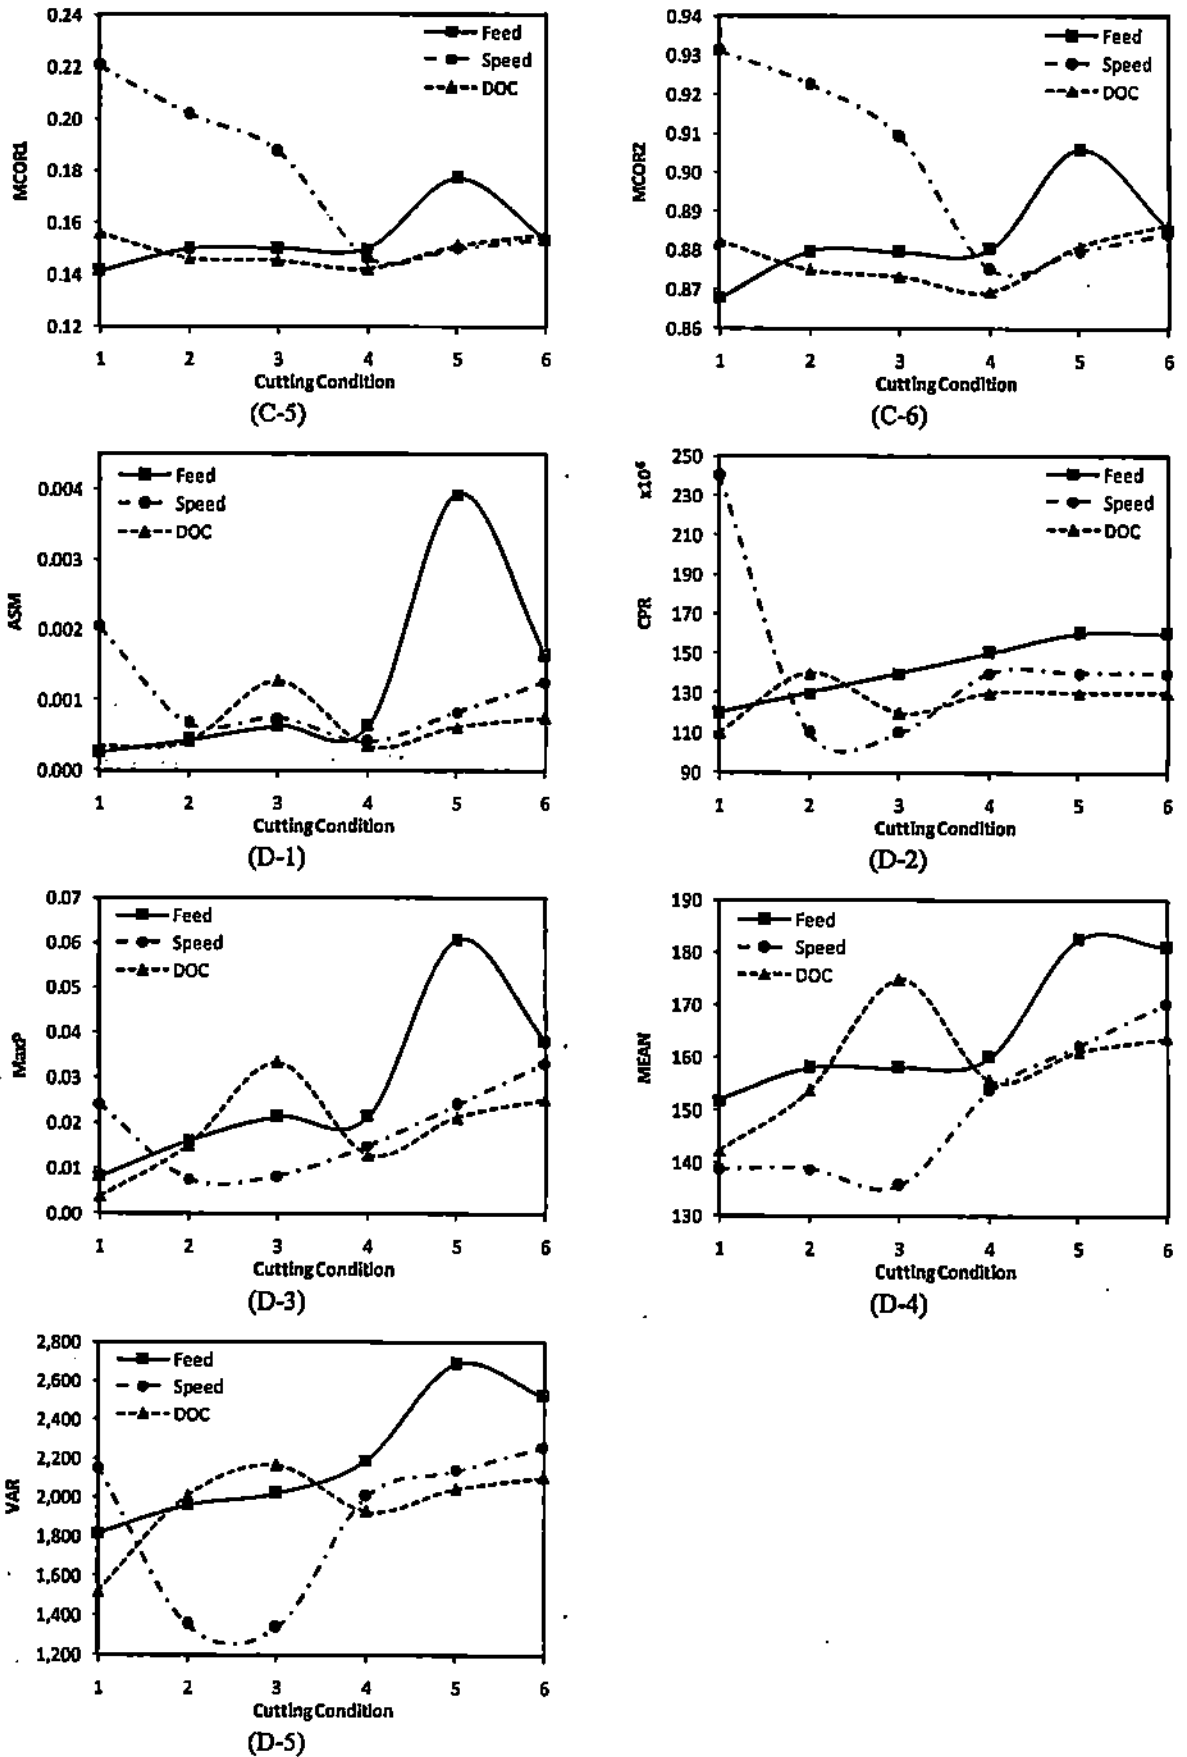 0.24
0.22
0.20
0.18
0.16
0.14
0.12
MCOR1
Feed
Speed
DOC
1 2 3 4 5 6
Cutting Condition
(C-5)
0.94
0.93
0.92
0.91
0.90
0.89
0.88
0.87
0.86
MCOR2
Feed
Speed
DOC
1 2 3 4 5 6
Cutting Condition
(C-6)
0.004
0.003
0.002
0.001
0.000
ASM
Feed
Speed
DOC
1 2 3 4 5 6
Cutting Condition
(D-1)
x10⁶
250
230
210
190
170
150
130
110
90
CPR
Feed
Speed
DOC
1 2 3 4 5 6
Cutting Condition
(D-2)
0.07
0.06
0.05
0.04
0.03
0.02
0.01
0.00
MaxP
Feed
Speed
DOC
1 2 3 4 5 6
Cutting Condition
(D-3)
190
180
170
160
150
140
130
MEAN
Feed
Speed
DOC
1 2 3 4 5 6
Cutting Condition
(D-4)
2,800
2,600
2,400
2,200
2,000
1,800
1,600
1,400
1,200
VAR
Feed
Speed
DOC
1 2 3 4 5 6
Cutting Condition
(D-5)